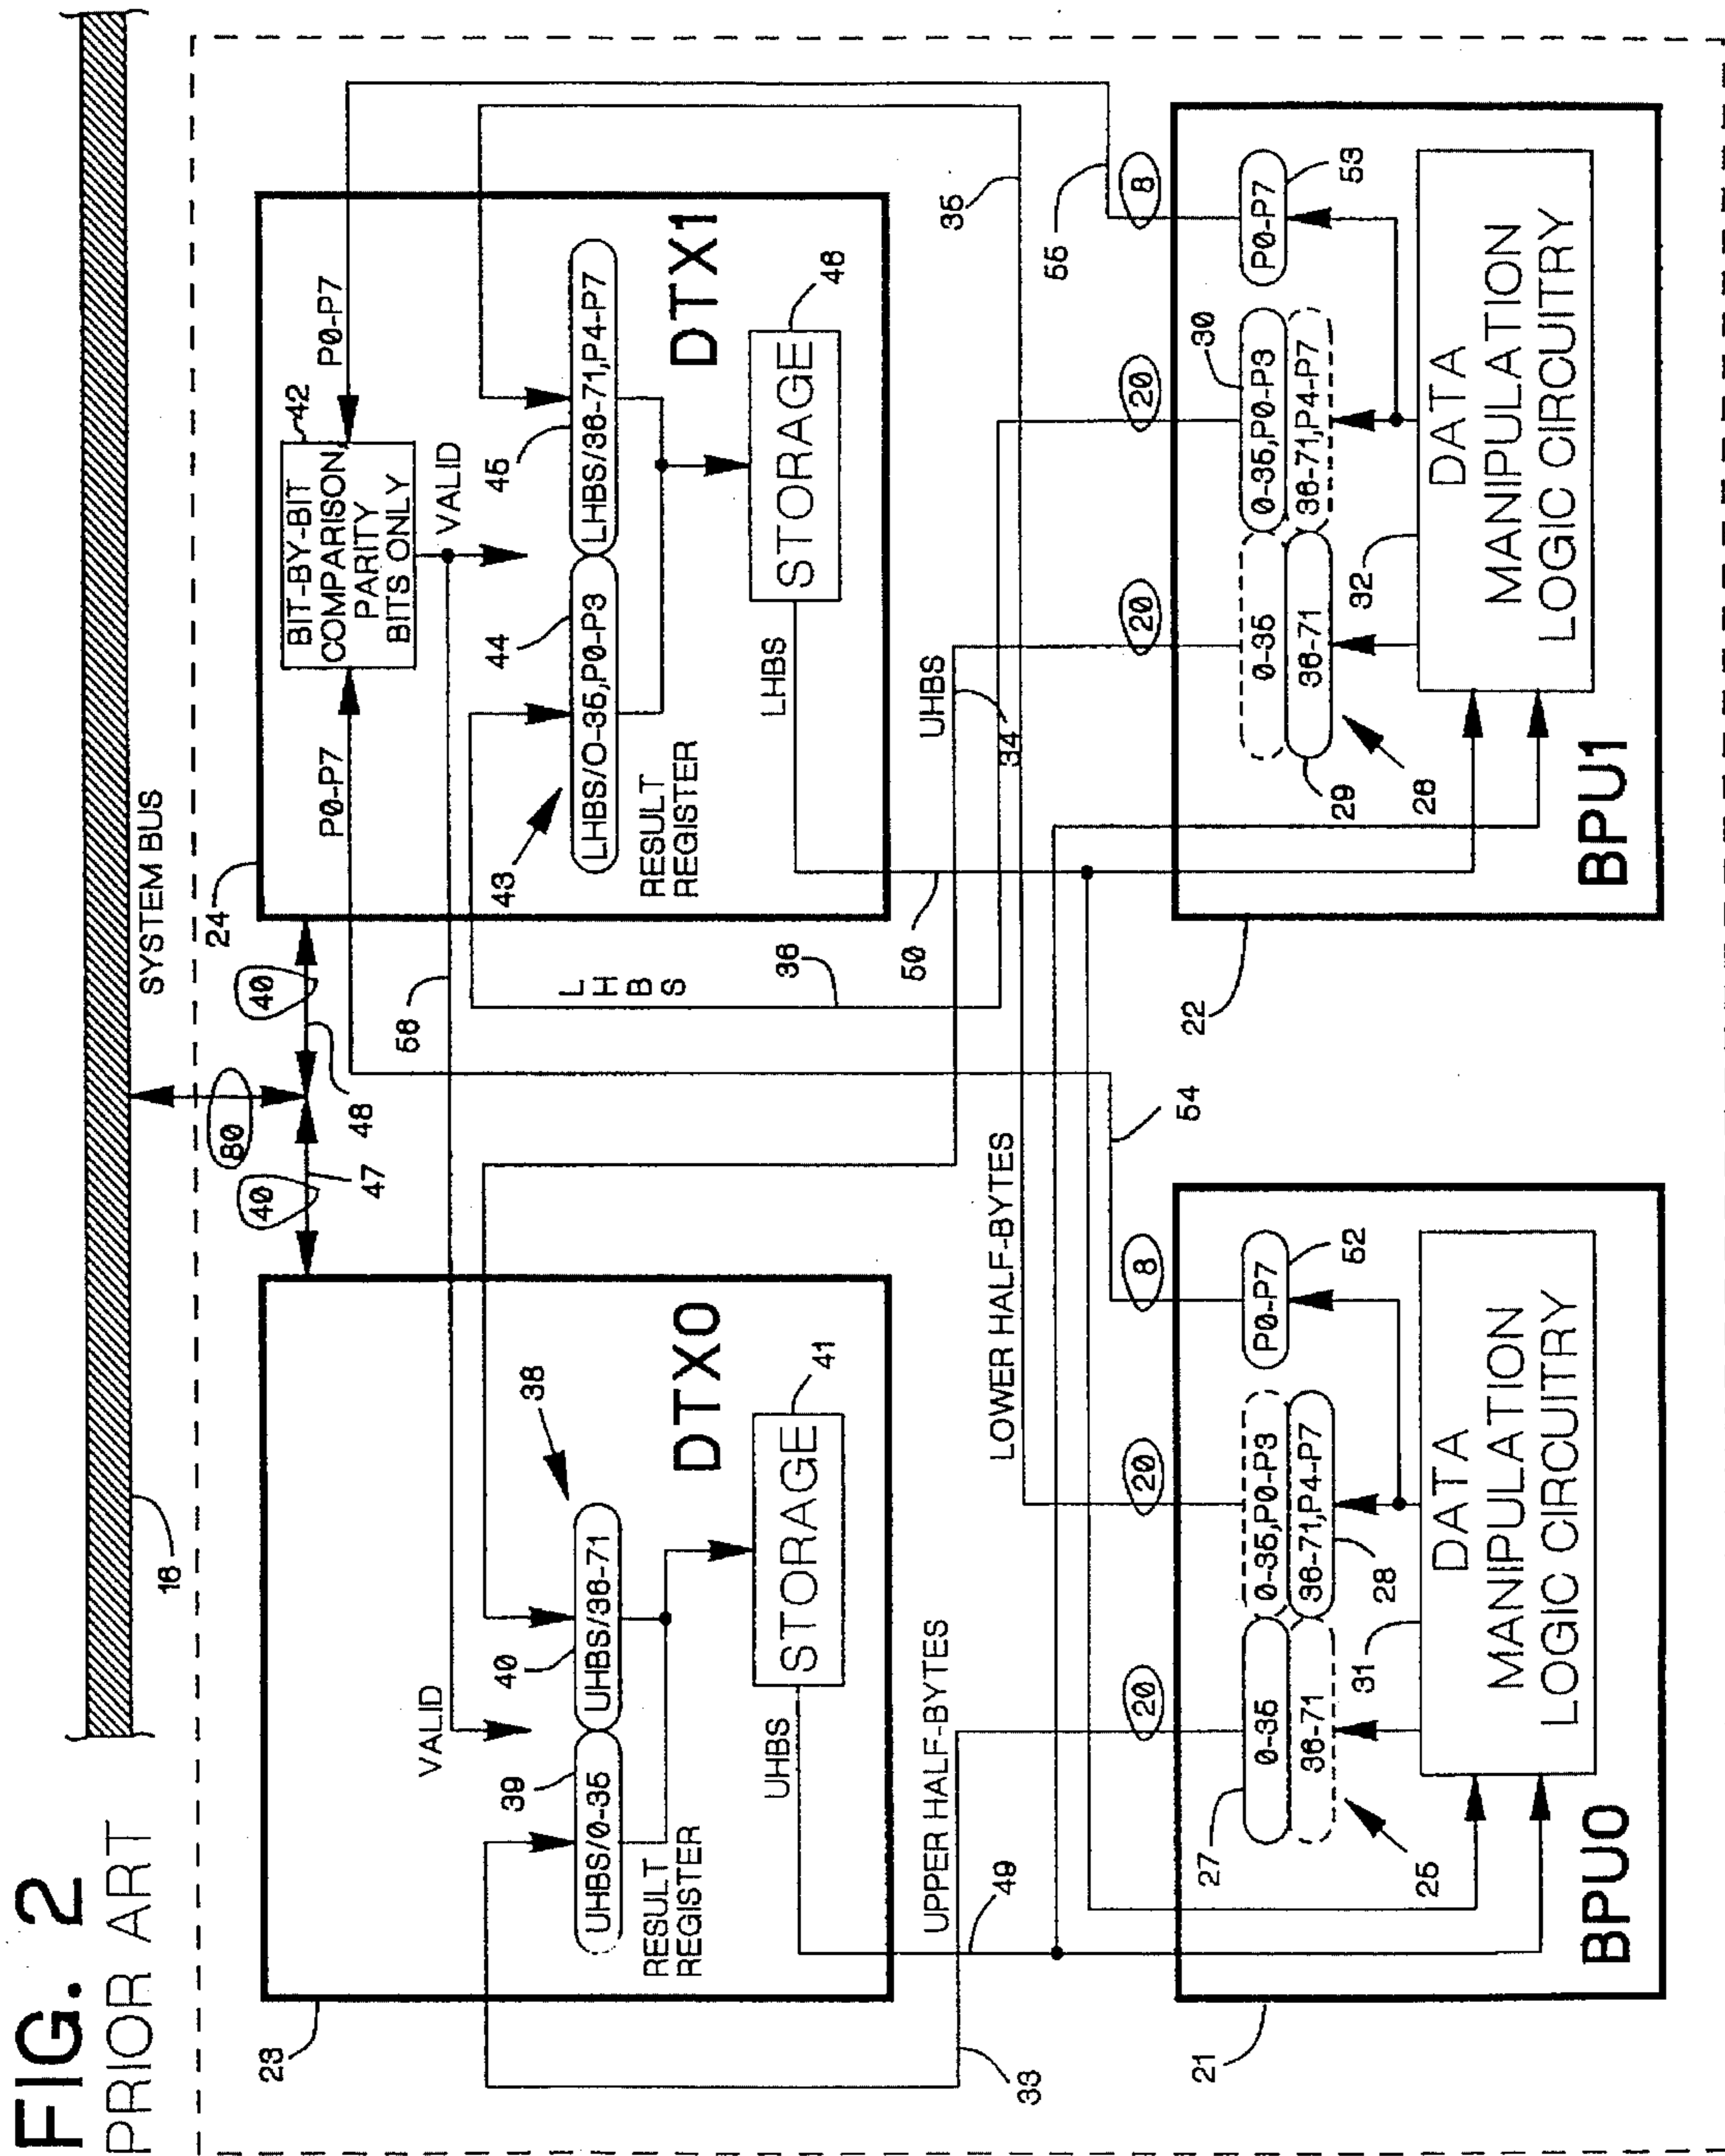 FIG. 2
PRIOR ART
16
SYSTEM BUS
40
80
40
47
48
23
24
VALID
58
P0-P7
P0-P7
BIT-BY-BIT
COMPARISON,
PARITY
BITS ONLY
42
VALID
39
UHBS/0-35
40
UHBS/36-71
38
RESULT
REGISTER
DTX0
UHBS
STORAGE
41
43
LHBS/0-35,P0-P3
44
LHBS/36-71,P4-P7
45
RESULT
REGISTER
DTX1
LHBS
STORAGE
46
LHBS
36
33
UPPER HALF-BYTES
49
LOWER HALF-BYTES
50
UHBS
34
35
54
55
21
20
20
8
27
0-35
36-71
25
0-35,P0-P3
36-71,P4-P7
28
P0-P7
52
31
DATA
MANIPULATION
LOGIC CIRCUITRY
BPU0
22
20
20
8
0-35
36-71
29
26
0-35,P0-P3
36-71,P4-P7
30
P0-P7
53
32
DATA
MANIPULATION
LOGIC CIRCUITRY
BPU1